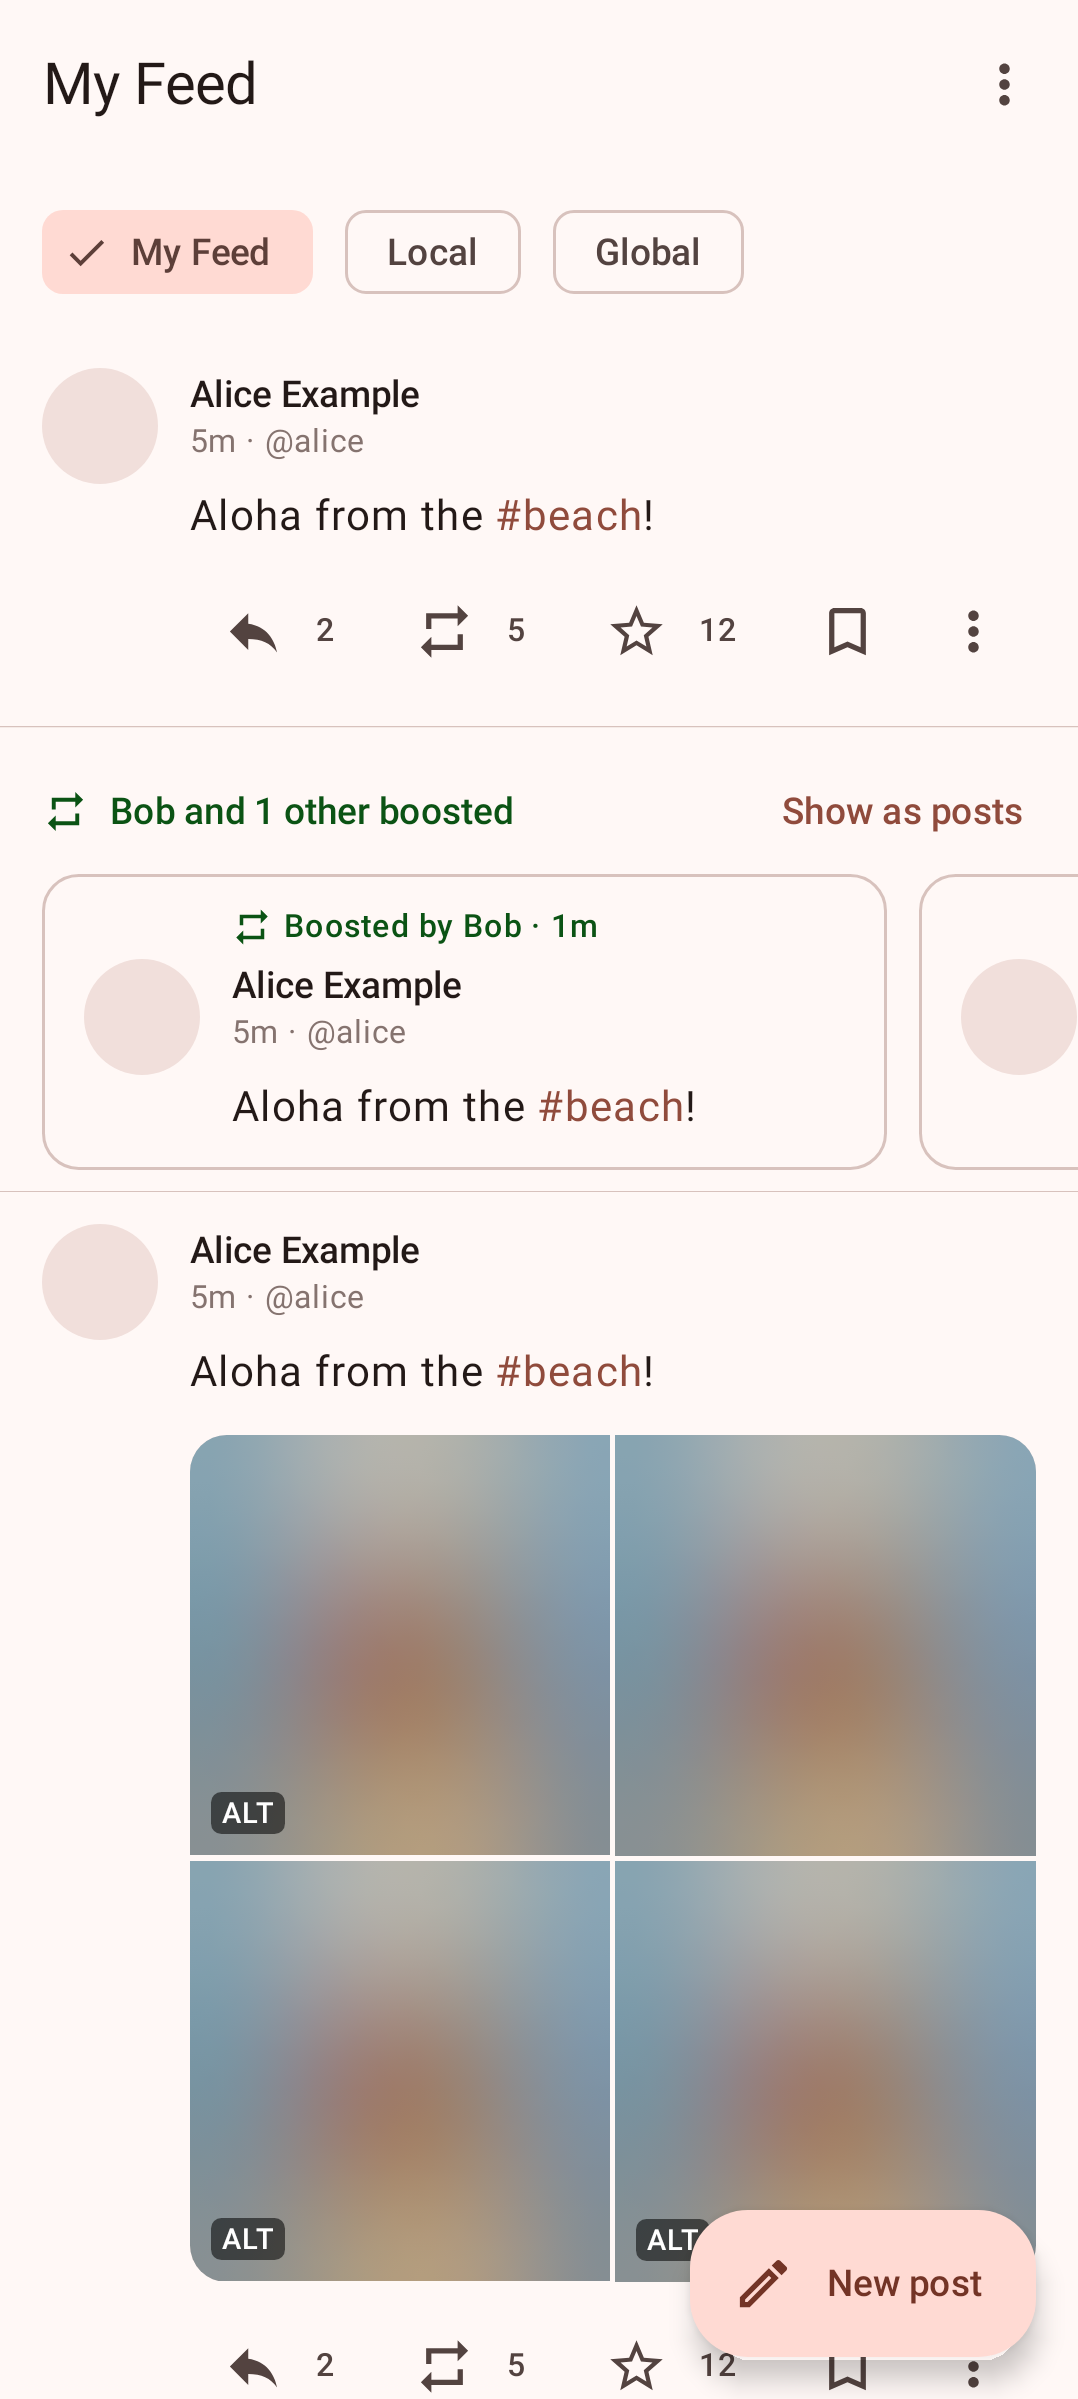 My Feed
My Feed
Local
Global
Alice Example
5m · @alice
Aloha from the #beach!
2
5
12
Bob and 1 other boosted
Show as posts
Boosted by Bob · 1m
Alice Example
5m · @alice
Aloha from the #beach!
Alice Example
5m · @alice
Aloha from the #beach!
ALT
ALT
ALT
New post
2
5
12